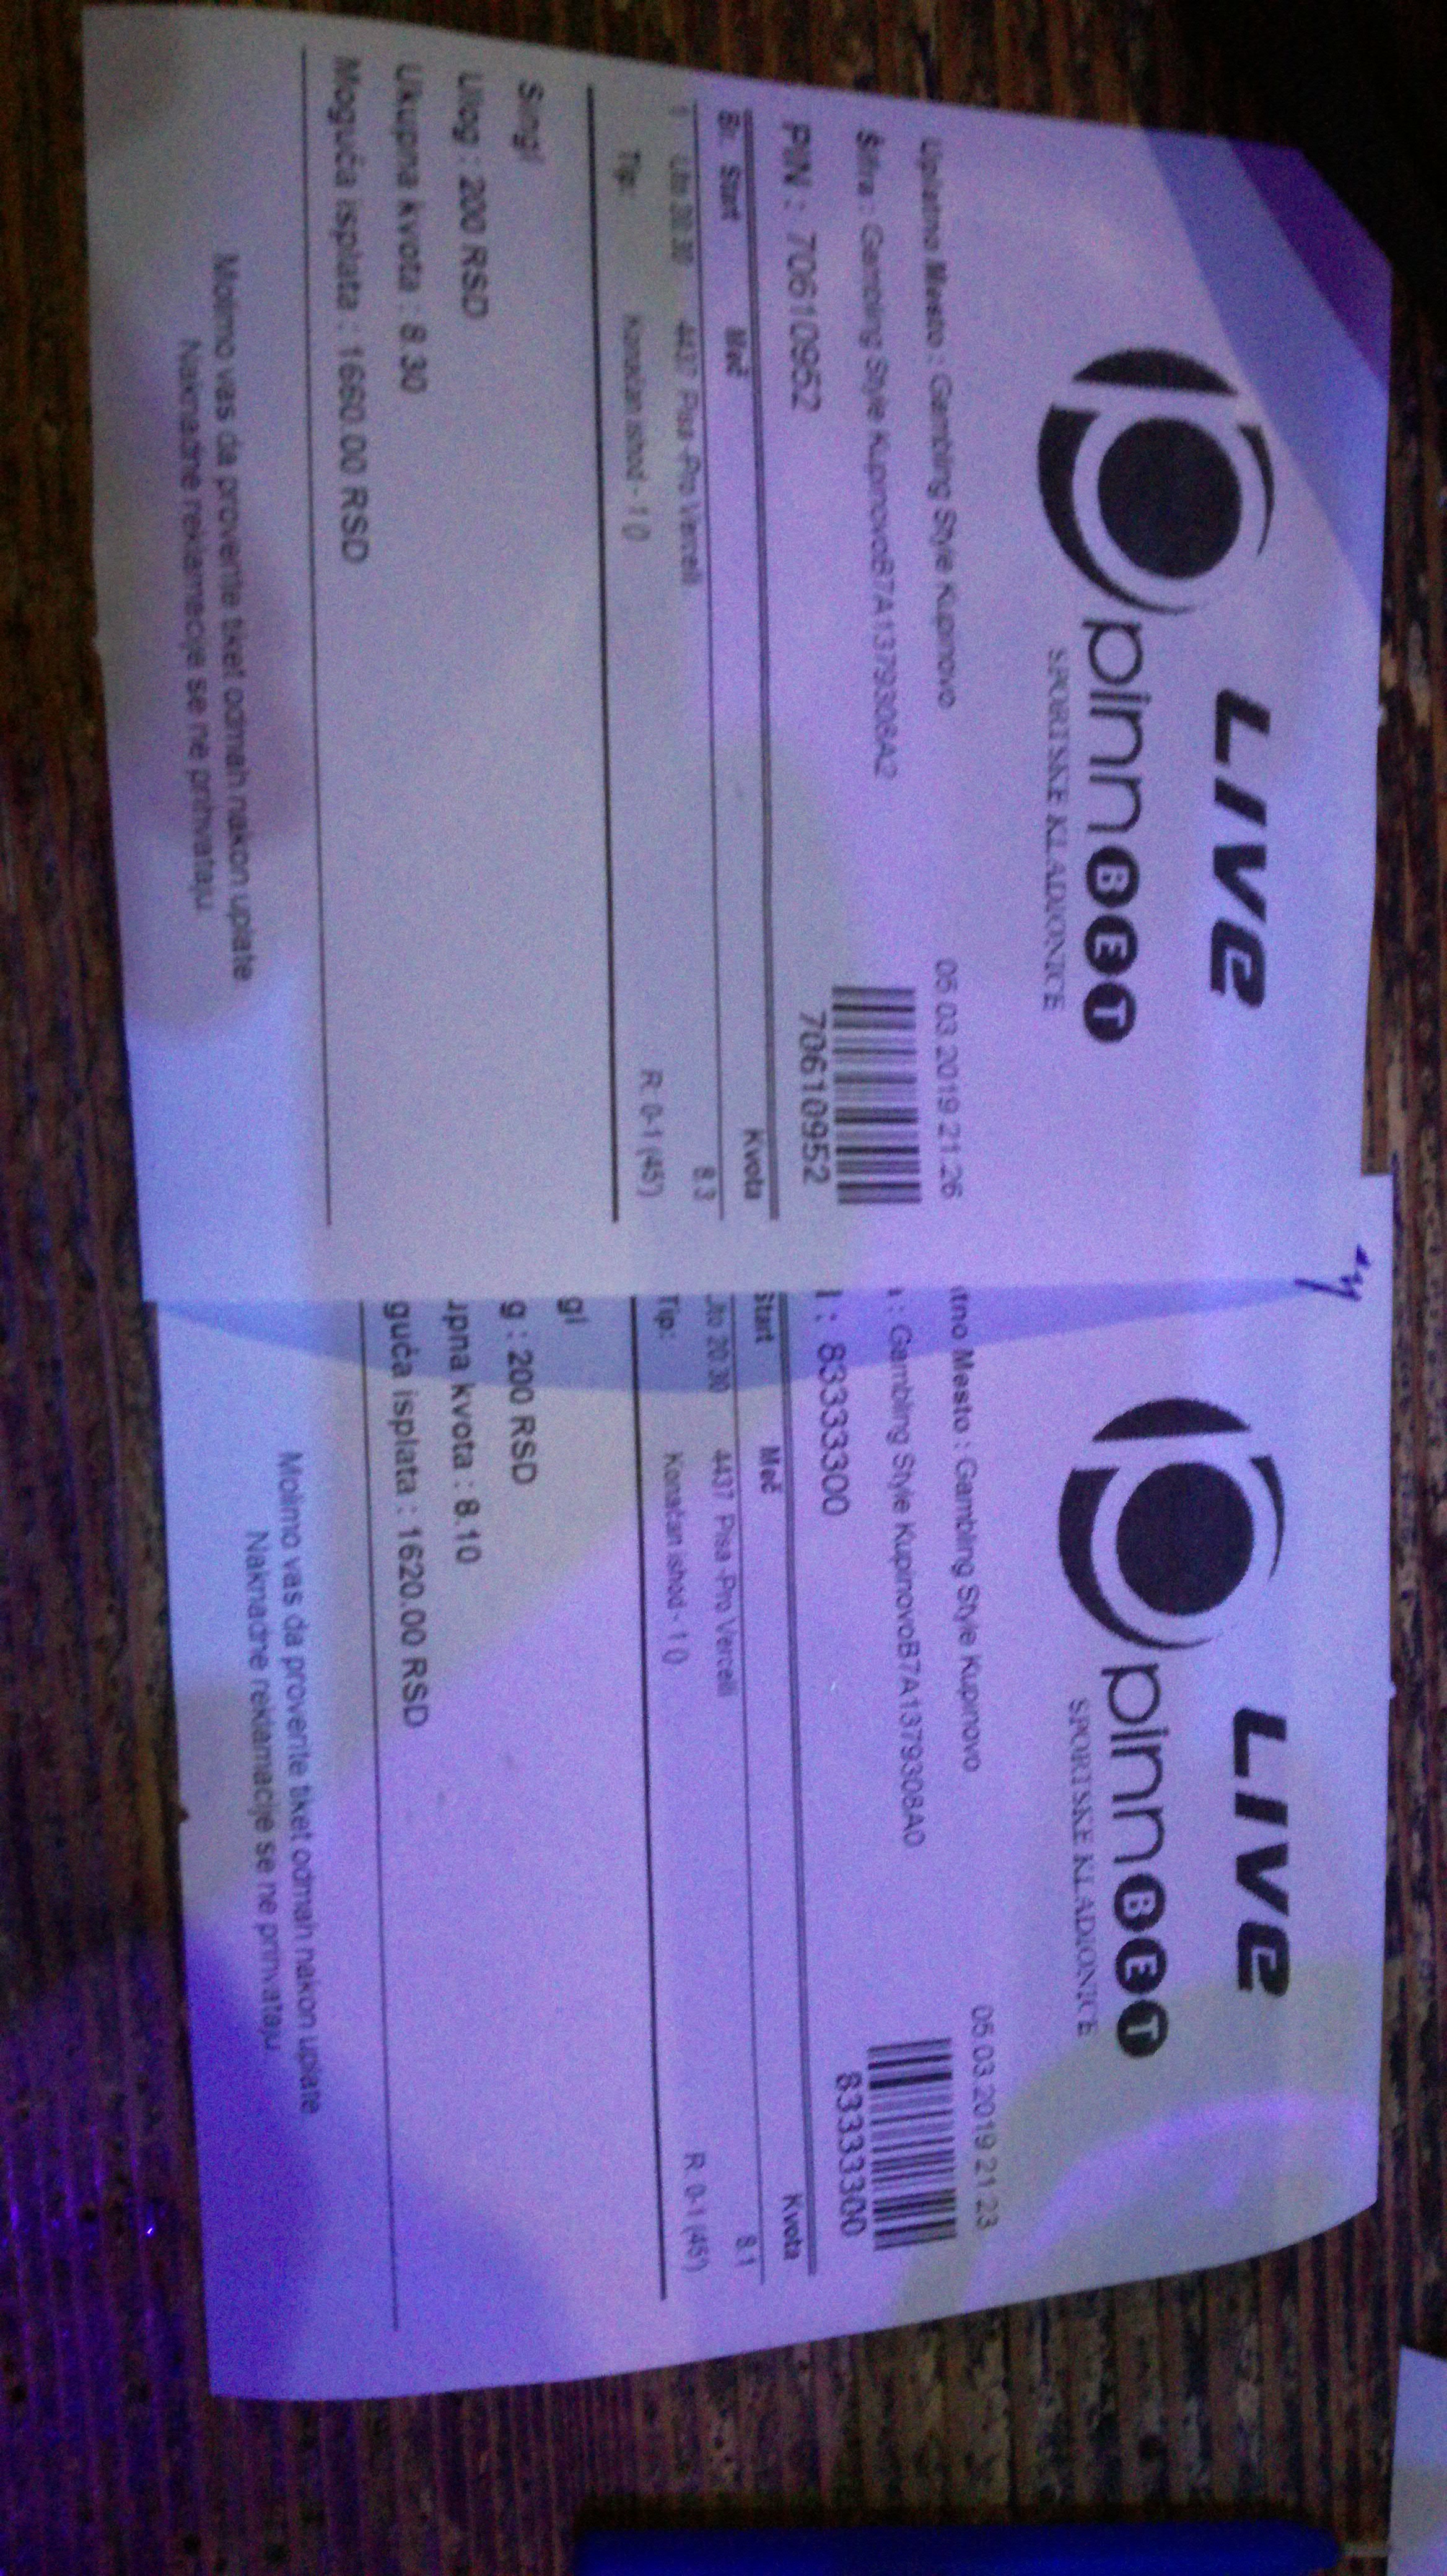 LIVE
pinnBET
SPORTSKE KLADIONICE
Uplatno Mesto : Gambling Style Kupinovo
05.03.2019 21:26
Šifra : Gambling Style KupinovoB7A1379308A2
PIN : 70610952
70610952
Br. Start Meč Kvota
1 Uto 20:30 4437 Pisa -Pro Vercelli 8.3
Tip: Konačan ishod - 1 () R: 0-1 (45')
Singl
Ulog : 200 RSD
Ukupna kvota : 8.30
Moguća isplata : 1660.00 RSD
Molimo vas da proverite tiket odmah nakon uplate
Naknadne reklamacije se ne prihvataju
LIVE
pinnBET
SPORTSKE KLADIONICE
tno Mesto : Gambling Style Kupinovo
05.03.2019 21:23
: Gambling Style KupinovoB7A1379308A0
: 83333300
83333300
Start Meč Kvota
Uto 20:30 4437 Pisa -Pro Vercelli 8.1
Tip: Konačan ishod - 1 () R: 0-1 (45')
gl
g : 200 RSD
upna kvota : 8.10
guća isplata : 1620.00 RSD
Molimo vas da proverite tiket odmah nakon uplate
Naknadne reklamacije se ne prihvataju